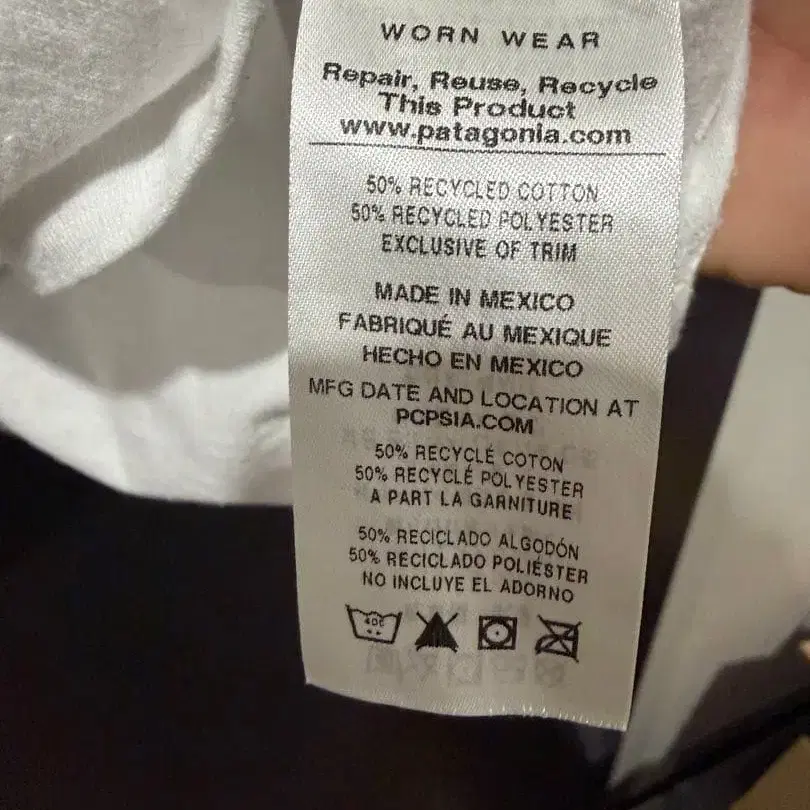 WORN WEAR
Repair, Reuse, Recycle
This Product
www.patagonia.com
50% RECYCLED COTTON
50% RECYCLED POLYESTER
EXCLUSIVE OF TRIM
MADE IN MEXICO
FABRIQUÉ AU MEXIQUE
HECHO EN MEXICO
MFG DATE AND LOCATION AT
PCPSIA.COM
50% RECYCLÉ COTON
50% RECYCLÉ POLYESTER
A PART LA GARNITURE
50% RECICLADO ALGODÓN
50% RECICLADO POLIÉSTER
NO INCLUYE EL ADORNO
40C